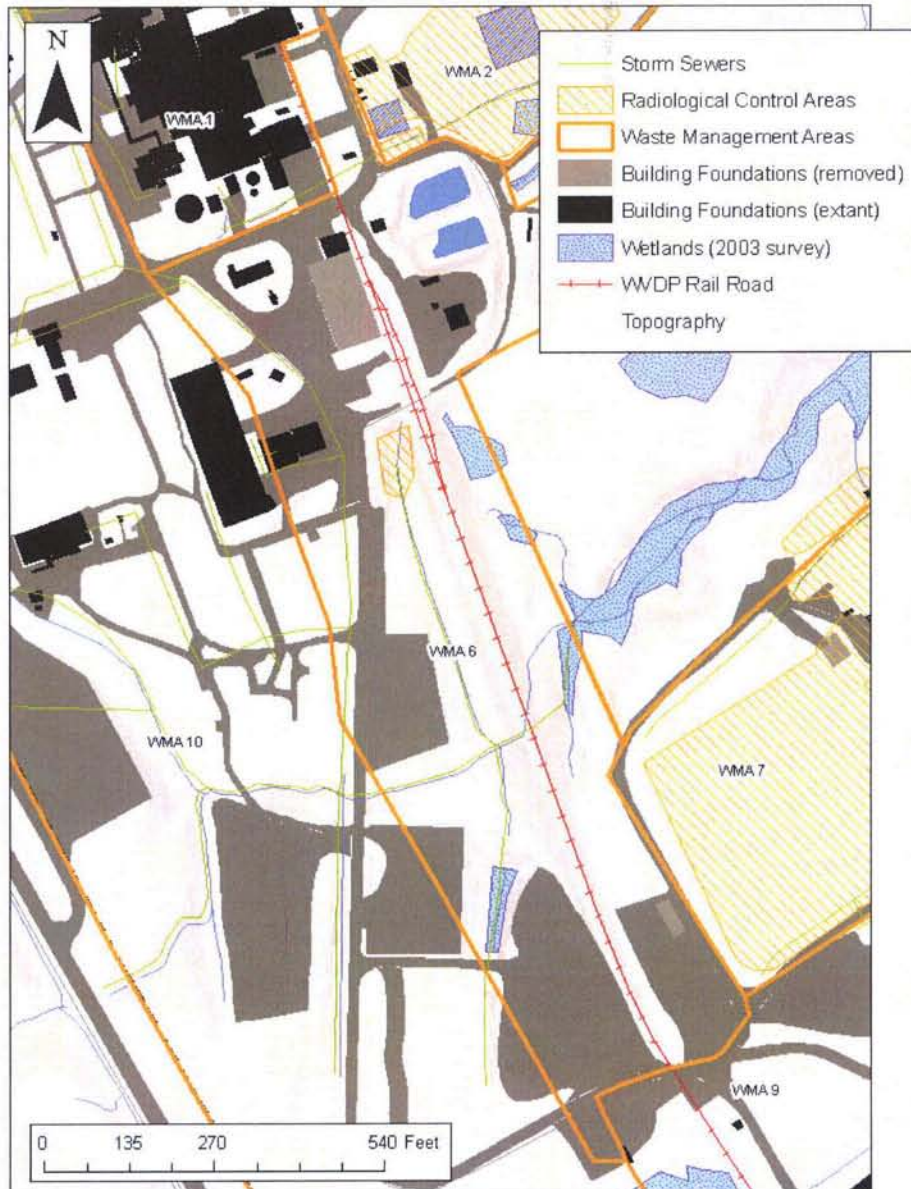 N
WMA 1
WMA 2
Storm Sewers
Radiological Control Areas
Waste Management Areas
Building Foundations (removed)
Building Foundations (extant)
Wetlands (2003 survey)
WVDP Rail Road
Topography
WMA 6
WMA 10
WMA 7
WMA 9
0 135 270 540 Feet